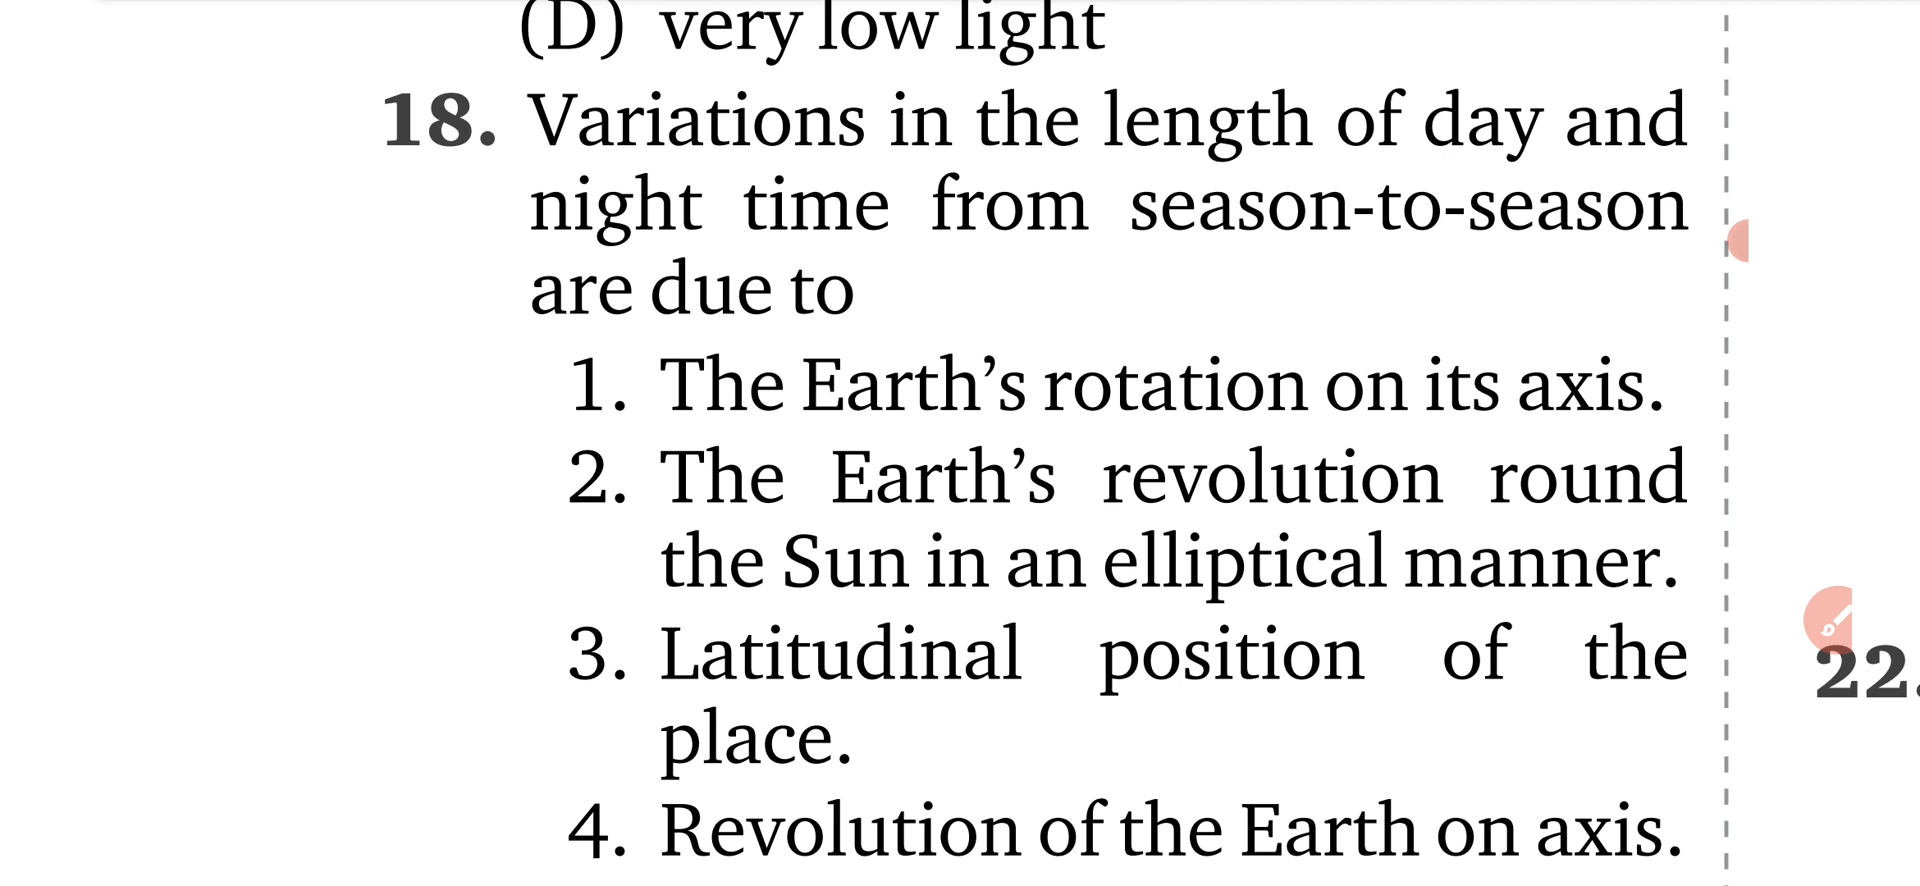 (D) very low light
18. Variations in the length of day and
night time from season-to-season
are due to
1. The Earth’s rotation on its axis.
2. The Earth’s revolution round
the Sun in an elliptical manner.
3. Latitudinal position of the
place.
4. Revolution of the Earth on axis.
22.